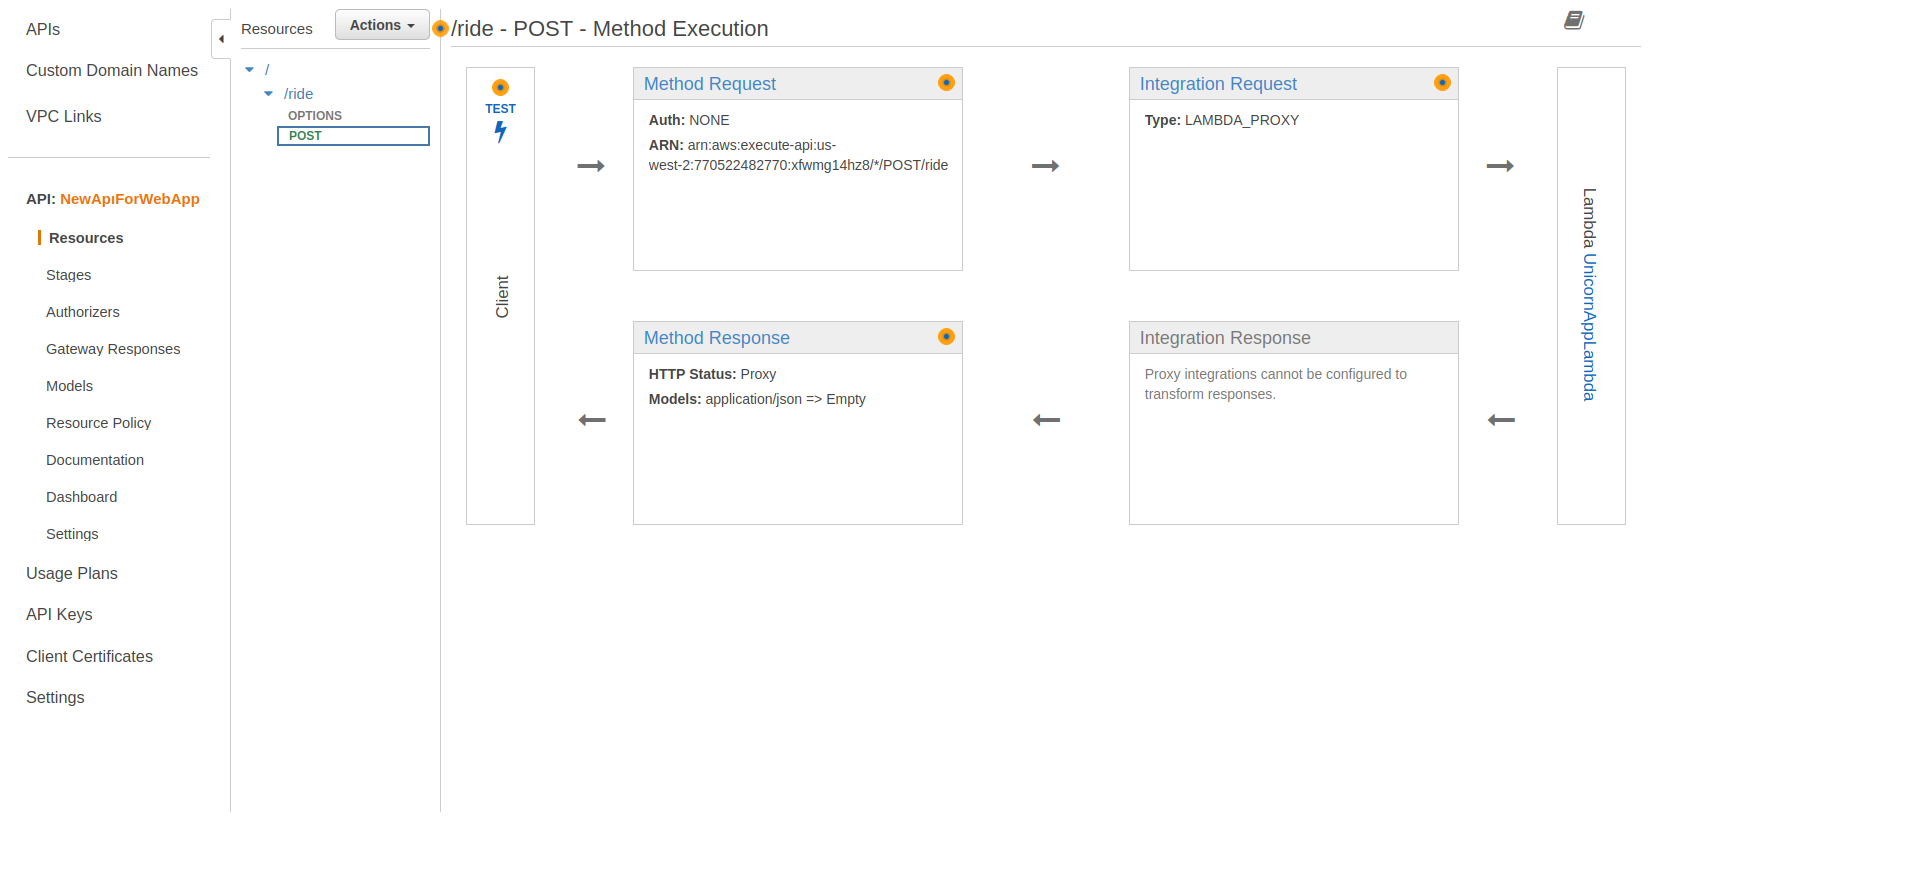 APIs
Custom Domain Names
VPC Links
API: NewApiForWebApp
Resources
Stages
Authorizers
Gateway Responses
Models
Resource Policy
Documentation
Dashboard
Settings
Usage Plans
API Keys
Client Certificates
Settings
Resources
Actions
/
/ride
OPTIONS
POST
/ride - POST - Method Execution
TEST
Client
Method Request
Auth: NONE
ARN: arn:aws:execute-api:us-
west-2:770522482770:xfwmg14hz8/*/POST/ride
Integration Request
Type: LAMBDA_PROXY
Lambda UnicornAppLambda
Method Response
HTTP Status: Proxy
Models: application/json => Empty
Integration Response
Proxy integrations cannot be configured to
transform responses.